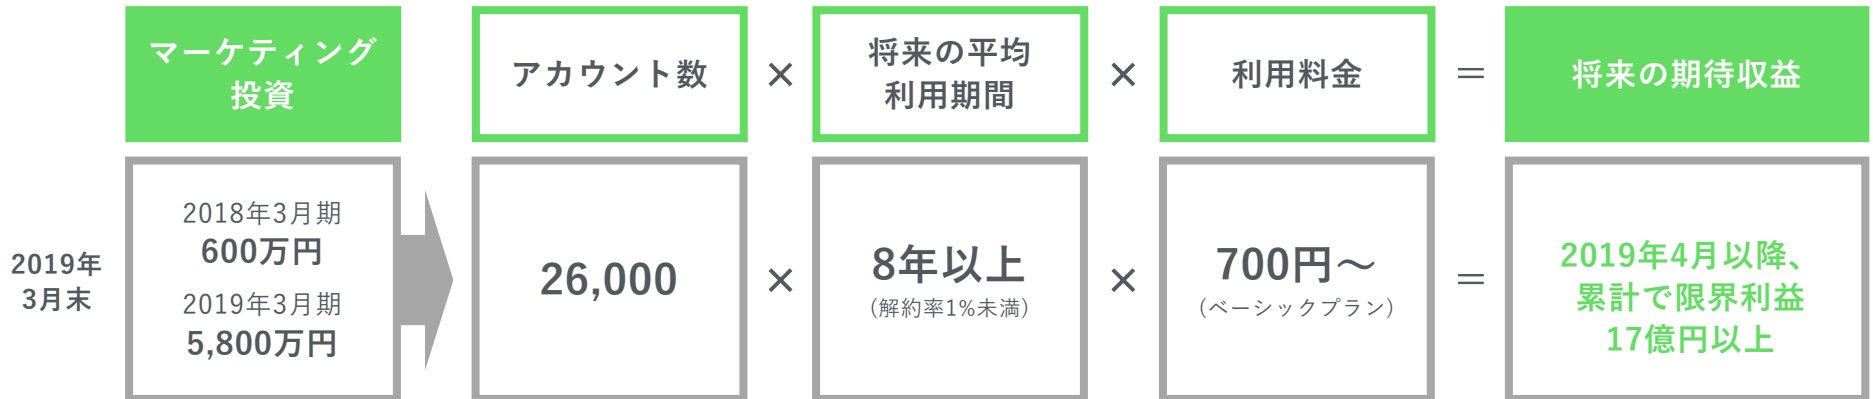 マーケティング
投資
アカウント数
×
将来の平均
利用期間
×
利用料金
＝
将来の期待収益
2019年
3月末
2018年3月期
600万円
2019年3月期
5,800万円
26,000
×
8年以上
(解約率1%未満)
×
700円～
(ベーシックプラン)
＝
2019年4月以降、
累計で限界利益
17億円以上